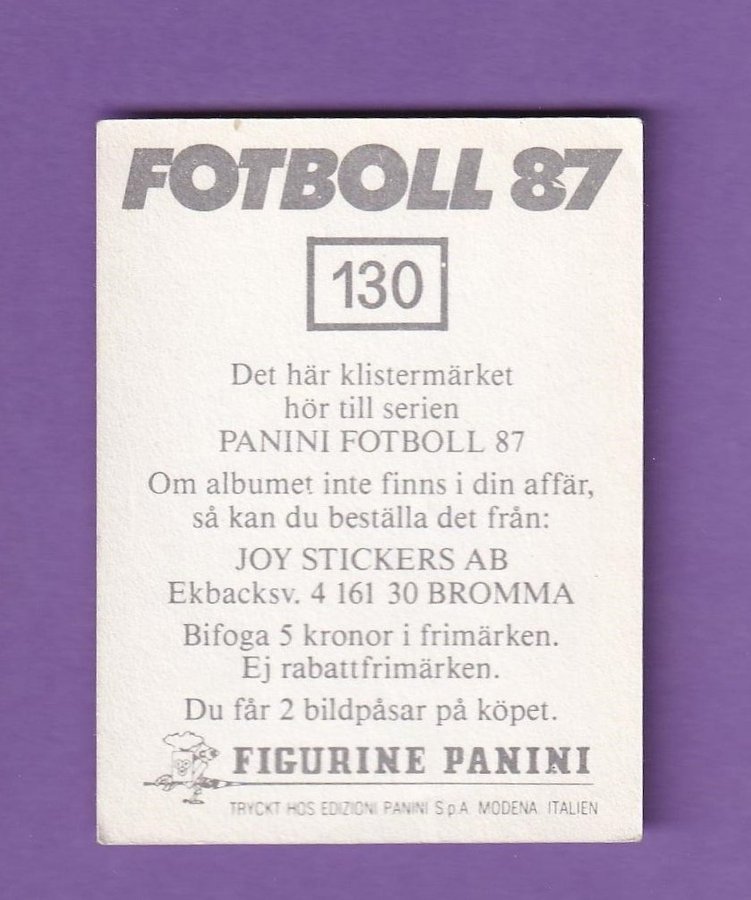 FOTBOLL 87
130
Det här klistermärket
hör till serien
PANINI FOTBOLL 87
Om albumet inte finns i din affär,
så kan du beställa det från:
JOY STICKERS AB
Ekbacksv. 4 161 30 BROMMA
Bifoga 5 kronor i frimärken.
Ej rabattfrimärken.
Du får 2 bildpåsar på köpet.
FIGURINE PANINI
TRYCKT HOS EDIZIONI PANINI S.p.A. MODENA. ITALIEN